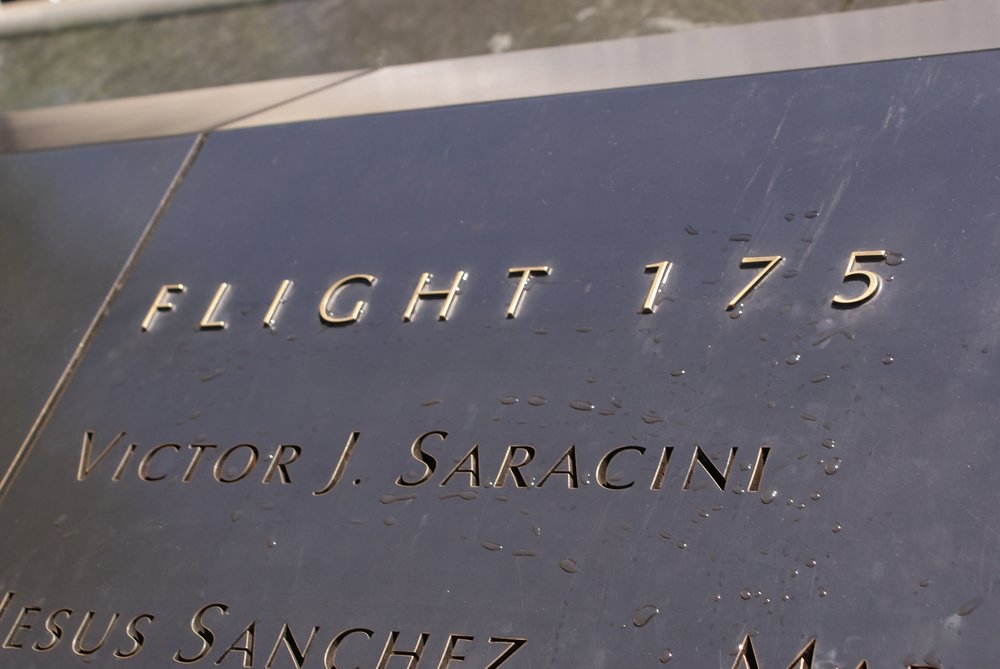 FLIGHT 175
VICTOR J. SARACINI
JESUS SANCHEZ